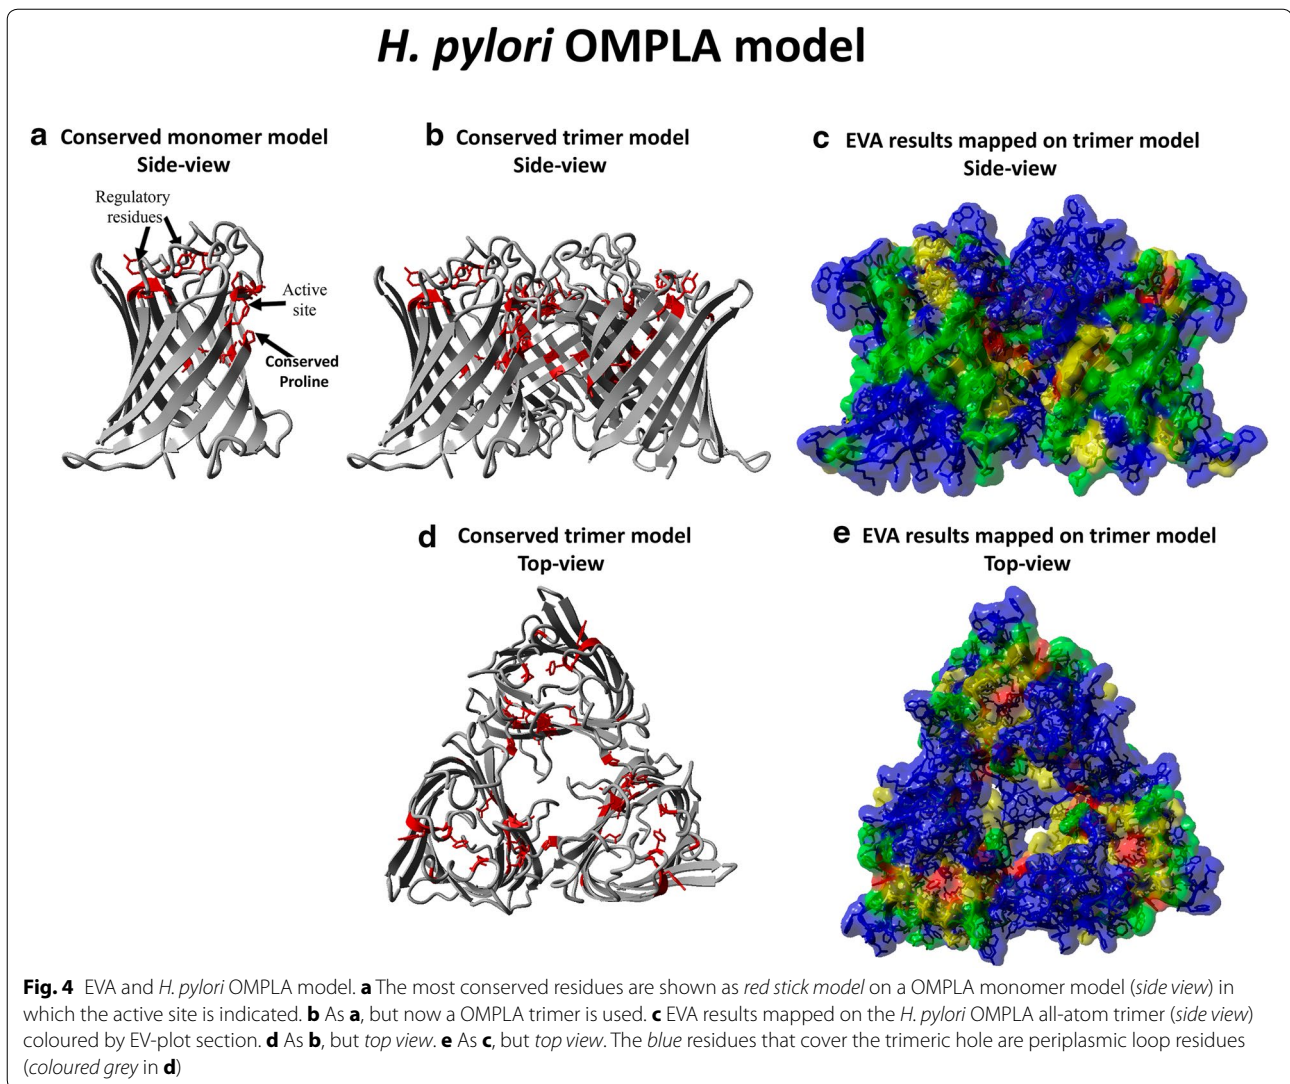 H. pylori OMPLA model
a Conserved monomer model
Side-view
Regulatory
residues
Active
site
Conserved
Proline
b Conserved trimer model
Side-view
c EVA results mapped on trimer model
Side-view
d Conserved trimer model
Top-view
e EVA results mapped on trimer model
Top-view
Fig. 4 EVA and H. pylori OMPLA model. a The most conserved residues are shown as red stick model on a OMPLA monomer model (side view) in
which the active site is indicated. b As a, but now a OMPLA trimer is used. c EVA results mapped on the H. pylori OMPLA all-atom trimer (side view)
coloured by EV-plot section. d As b, but top view. e As c, but top view. The blue residues that cover the trimeric hole are periplasmic loop residues
(coloured grey in d)